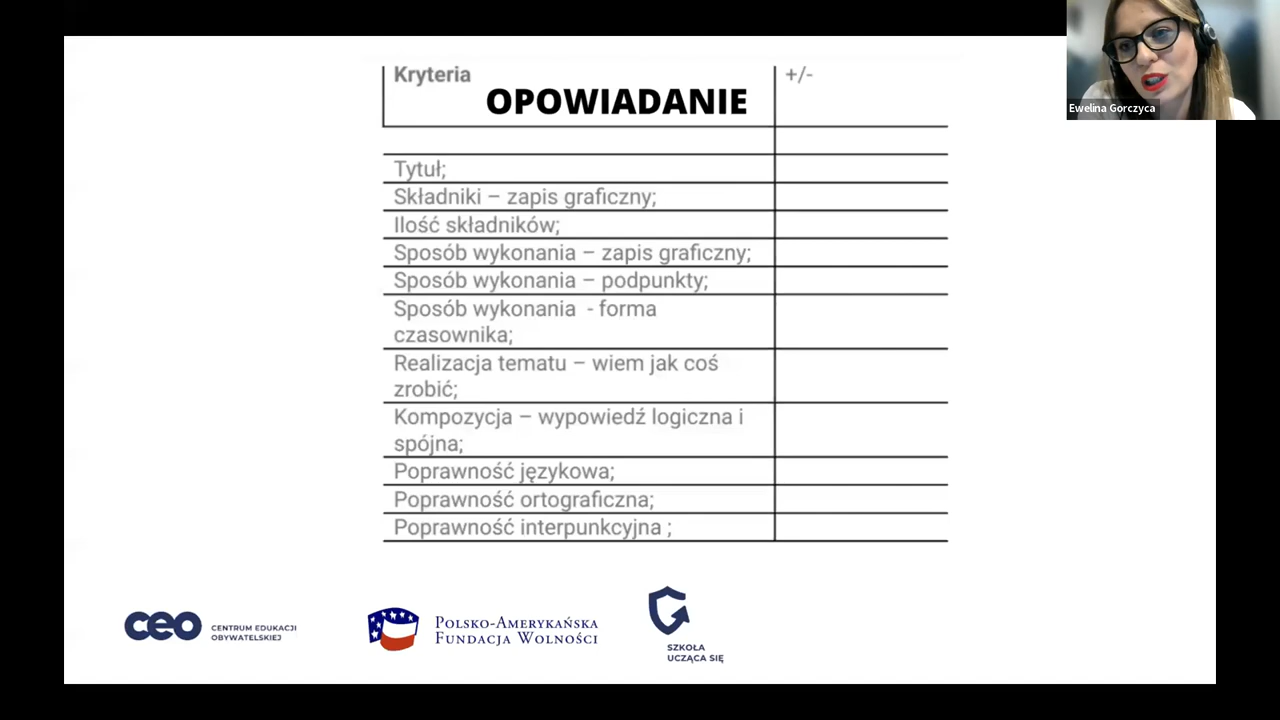 Ewelina Gorczyca
Kryteria
+/-
OPOWIADANIE
Tytuł;
Składniki – zapis graficzny;
Ilość składników;
Sposób wykonania – zapis graficzny;
Sposób wykonania – podpunkty;
Sposób wykonania - forma
czasownika;
Realizacja tematu – wiem jak coś
zrobić;
Kompozycja – wypowiedź logiczna i
spójna;
Poprawność językowa;
Poprawność ortograficzna;
Poprawność interpunkcyjna ;
ceo
CENTRUM EDUKACJI
OBYWATELSKIEJ
POLSKO-AMERYKAŃSKA
FUNDACJA WOLNOŚCI
SZKOŁA
UCZĄCA SIĘ